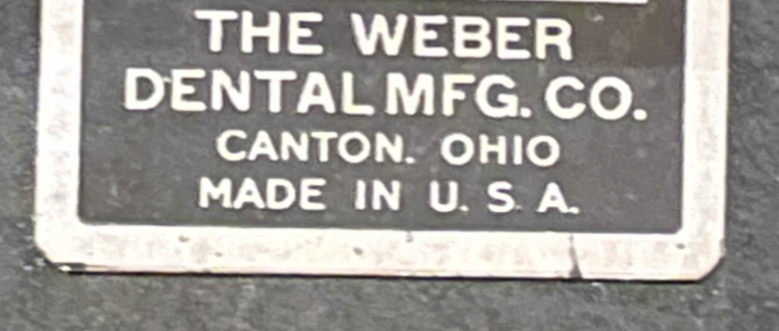 THE WEBER
DENTAL MFG. CO.
CANTON. OHIO
MADE IN U. S. A.